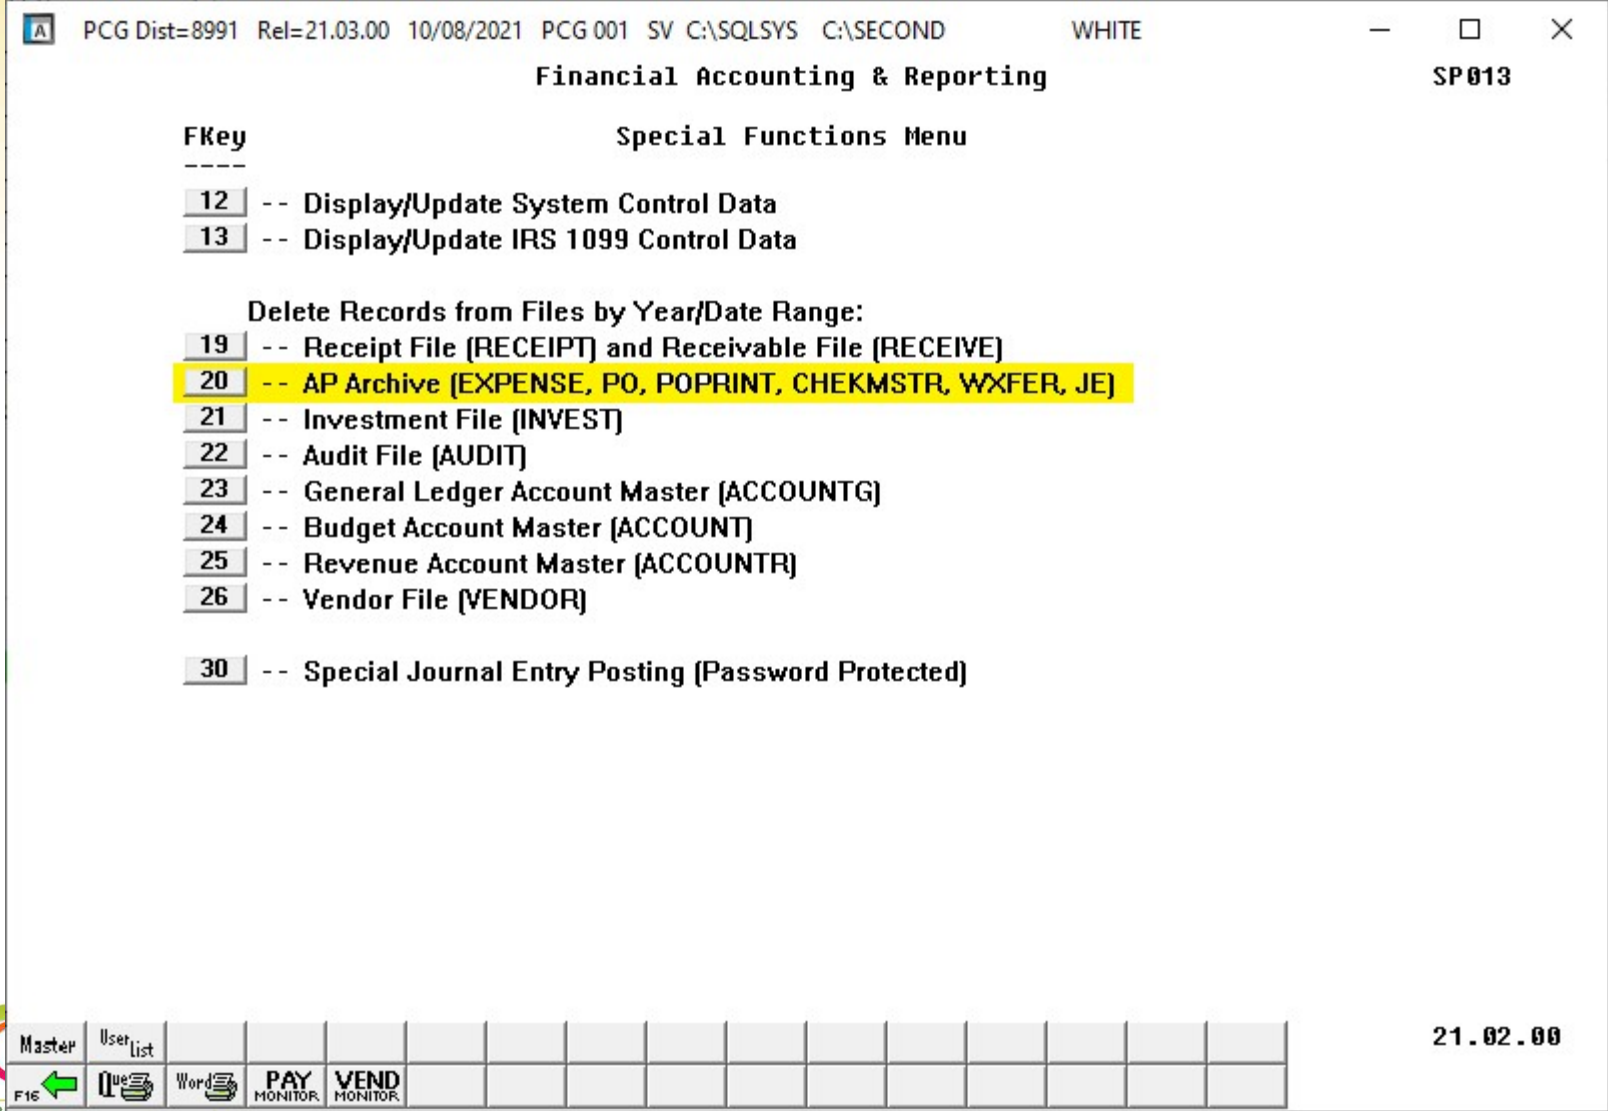 A PCG Dist=8991 Rel=21.03.00 10/08/2021 PCG 001 SV C:\SQLSYS C:\SECOND WHITE
Financial Accounting & Reporting SP013
FKey Special Functions Menu
----
12 -- Display/Update System Control Data
13 -- Display/Update IRS 1099 Control Data
Delete Records from Files by Year/Date Range:
19 -- Receipt File (RECEIPT) and Receivable File (RECEIVE)
20 -- AP Archive (EXPENSE, PO, POPRINT, CHEKMSTR, WXFER, JE)
21 -- Investment File (INVEST)
22 -- Audit File (AUDIT)
23 -- General Ledger Account Master (ACCOUNTG)
24 -- Budget Account Master (ACCOUNT)
25 -- Revenue Account Master (ACCOUNTR)
26 -- Vendor File (VENDOR)
30 -- Special Journal Entry Posting (Password Protected)
Master User List 21.02.00
F16 Que Word PAY MONITOR VEND MONITOR